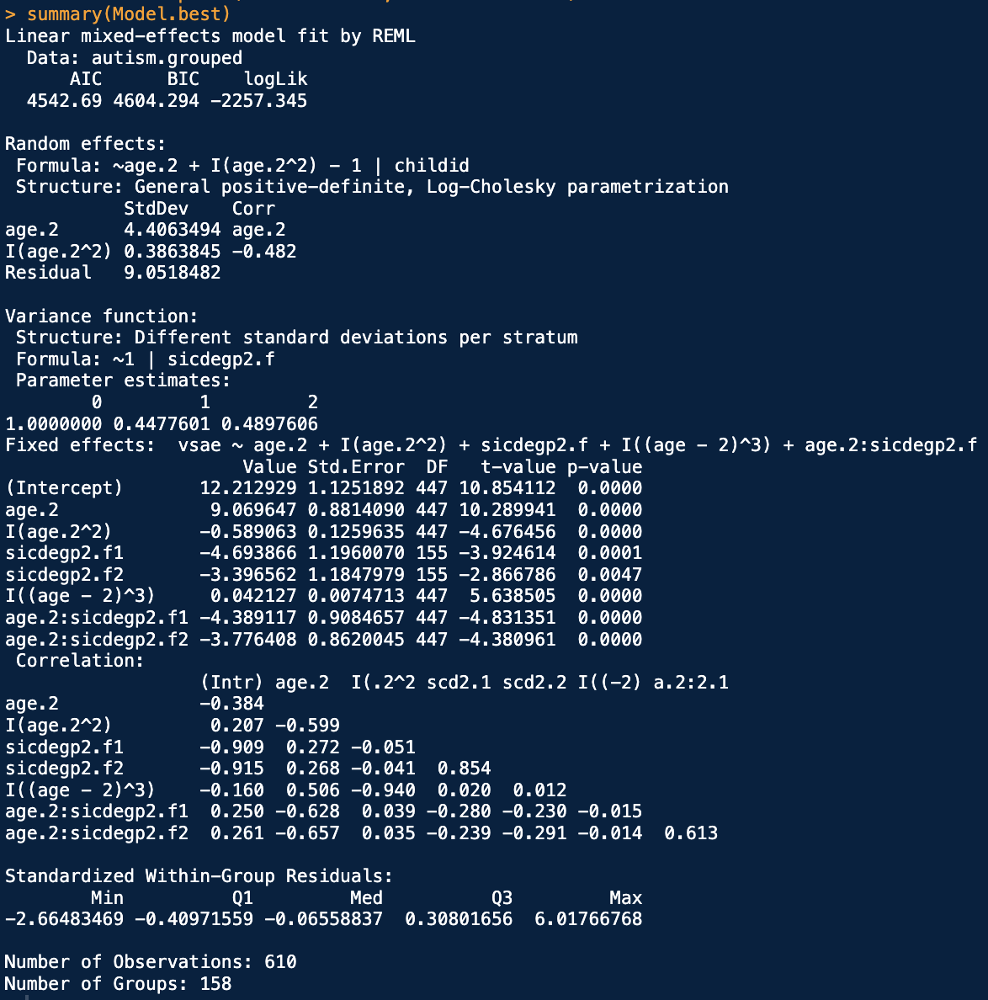 > summary(Model.best)
Linear mixed-effects model fit by REML
  Data: autism.grouped
      AIC      BIC    logLik
  4542.69 4604.294 -2257.345

Random effects:
 Formula: ~age.2 + I(age.2^2) - 1 | childid
 Structure: General positive-definite, Log-Cholesky parametrization
           StdDev    Corr
age.2      4.4063494 age.2
I(age.2^2) 0.3863845 -0.482
Residual   9.0518482

Variance function:
 Structure: Different standard deviations per stratum
 Formula: ~1 | sicdegp2.f
 Parameter estimates:
        0         1         2
1.0000000 0.4477601 0.4897606
Fixed effects:  vsae ~ age.2 + I(age.2^2) + sicdegp2.f + I((age - 2)^3) + age.2:sicdegp2.f
                      Value Std.Error  DF   t-value p-value
(Intercept)       12.212929 1.1251892 447 10.854112  0.0000
age.2              9.069647 0.8814090 447 10.289941  0.0000
I(age.2^2)        -0.589063 0.1259635 447 -4.676456  0.0000
sicdegp2.f1       -4.693866 1.1960070 155 -3.924614  0.0001
sicdegp2.f2       -3.396562 1.1847979 155 -2.866786  0.0047
I((age - 2)^3)     0.042127 0.0074713 447  5.638505  0.0000
age.2:sicdegp2.f1 -4.389117 0.9084657 447 -4.831351  0.0000
age.2:sicdegp2.f2 -3.776408 0.8620045 447 -4.380961  0.0000
 Correlation:
                  (Intr) age.2  I(.2^2 scd2.1 scd2.2 I((-2) a.2:2.1
age.2             -0.384
I(age.2^2)         0.207 -0.599
sicdegp2.f1       -0.909  0.272 -0.051
sicdegp2.f2       -0.915  0.268 -0.041  0.854
I((age - 2)^3)    -0.160  0.506 -0.940  0.020  0.012
age.2:sicdegp2.f1  0.250 -0.628  0.039 -0.280 -0.230 -0.015
age.2:sicdegp2.f2  0.261 -0.657  0.035 -0.239 -0.291 -0.014  0.613

Standardized Within-Group Residuals:
        Min          Q1         Med          Q3         Max
-2.66483469 -0.40971559 -0.06558837  0.30801656  6.01766768

Number of Observations: 610
Number of Groups: 158